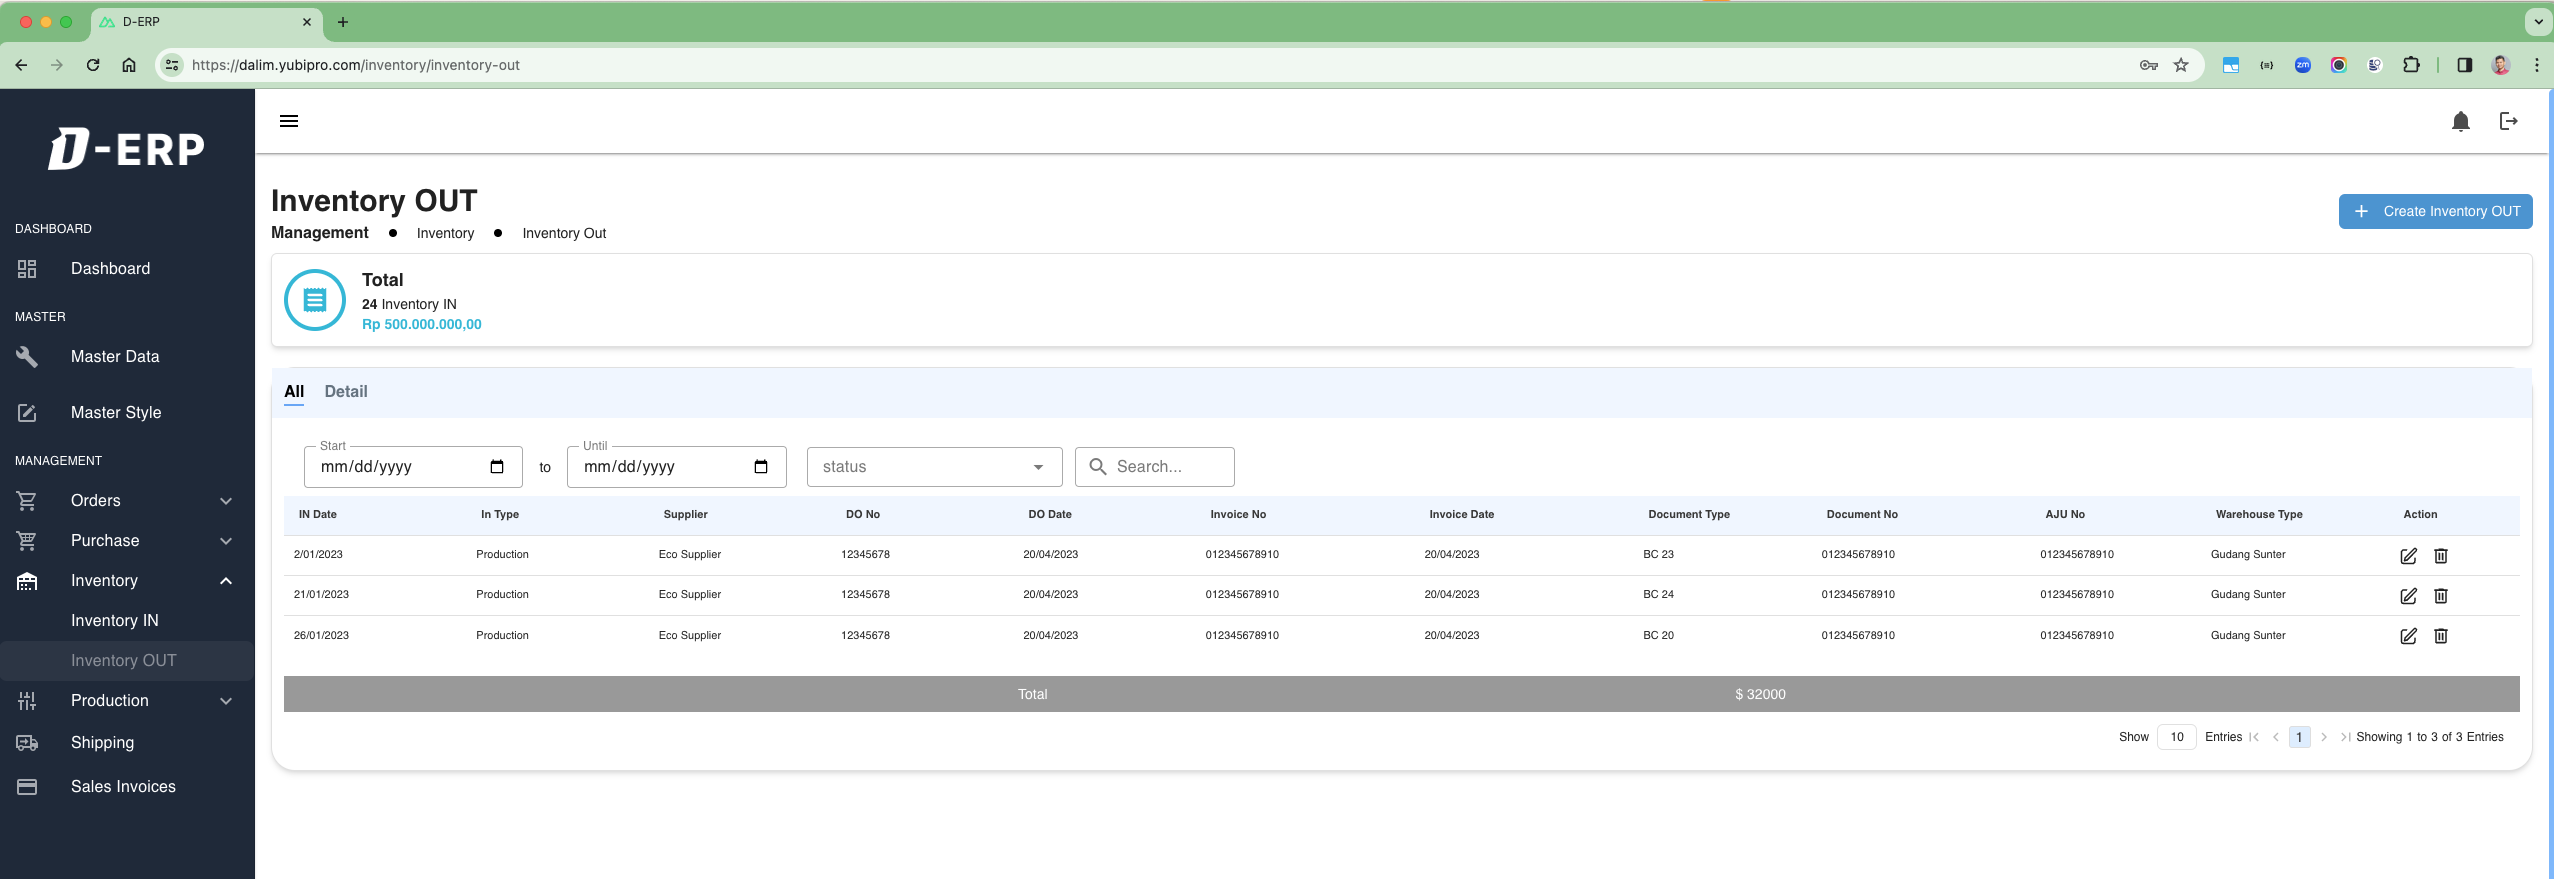 D-ERP
https://dalim.yubipro.com/inventory/inventory-out
zm
D-ERP
DASHBOARD
Dashboard
MASTER
Master Data
Master Style
MANAGEMENT
Orders
Purchase
Inventory
Inventory IN
Inventory OUT
Production
Shipping
Sales Invoices
Inventory OUT
Management ● Inventory ● Inventory Out
+ Create Inventory OUT
Total
24 Inventory IN
Rp 500.000.000,00
All Detail
Start Until
mm/dd/yyyy to mm/dd/yyyy status Search...
IN Date In Type Supplier DO No DO Date Invoice No Invoice Date Document Type Document No AJU No Warehouse Type Action
2/01/2023 Production Eco Supplier 12345678 20/04/2023 012345678910 20/04/2023 BC 23 012345678910 012345678910 Gudang Sunter
21/01/2023 Production Eco Supplier 12345678 20/04/2023 012345678910 20/04/2023 BC 24 012345678910 012345678910 Gudang Sunter
26/01/2023 Production Eco Supplier 12345678 20/04/2023 012345678910 20/04/2023 BC 20 012345678910 012345678910 Gudang Sunter
Total $ 32000
Show 10 Entries 1 Showing 1 to 3 of 3 Entries